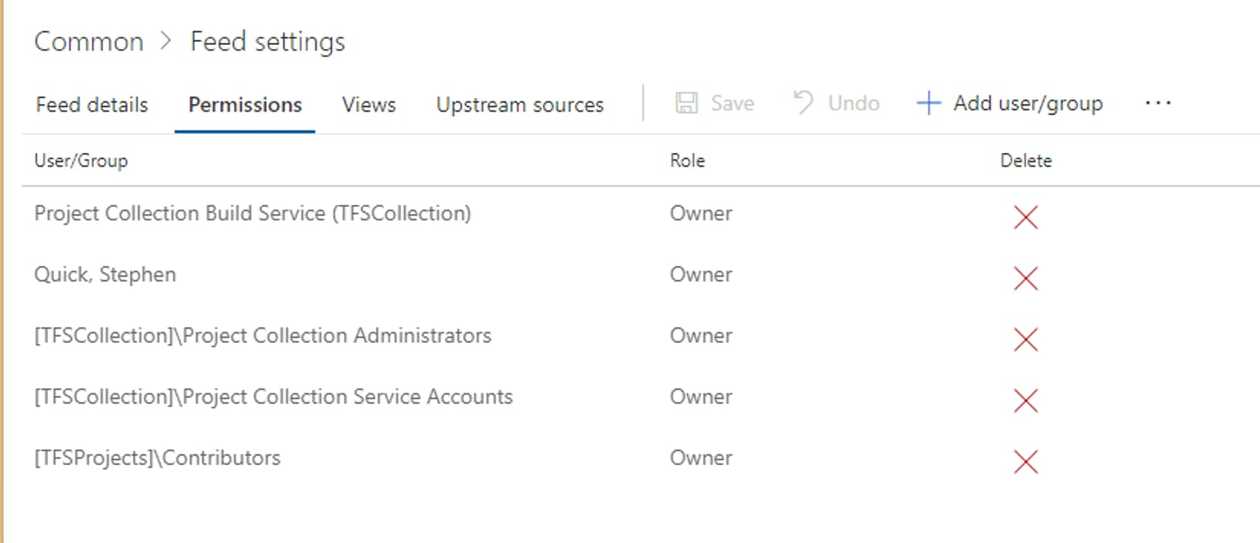 Common > Feed settings
Feed details Permissions Views Upstream sources Save Undo + Add user/group ...
User/Group Role Delete
Project Collection Build Service (TFSCollection) Owner
Quick, Stephen Owner
[TFSCollection]\Project Collection Administrators Owner
[TFSCollection]\Project Collection Service Accounts Owner
[TFSProjects]\Contributors Owner